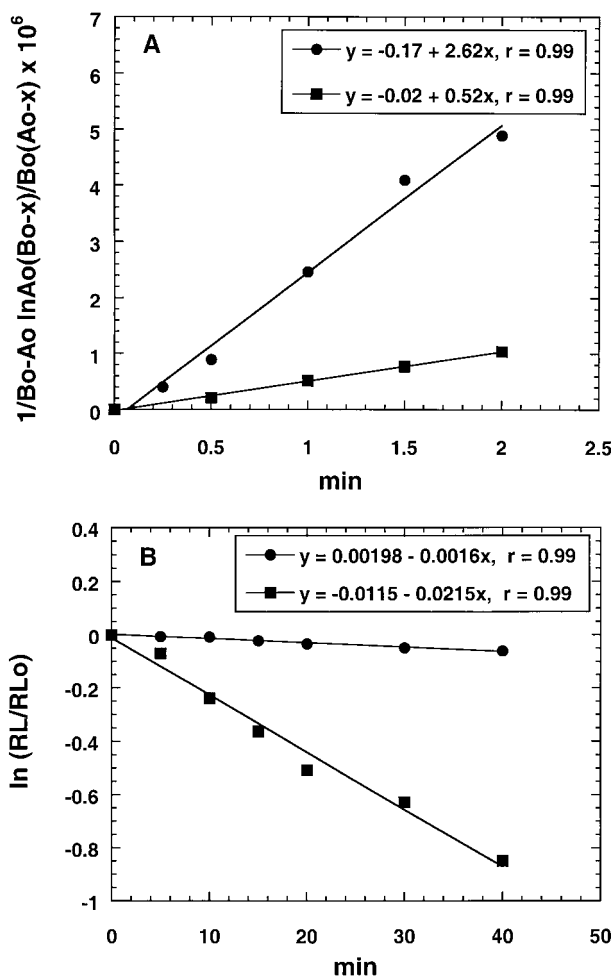 A
y = -0.17 + 2.62x, r = 0.99
y = -0.02 + 0.52x, r = 0.99
1/Bo-Ao lnAo(Bo-x)/Bo(Ao-x) x 10^6
7
6
5
4
3
2
1
0
0 0.5 1 1.5 2 2.5
min
B
y = 0.00198 - 0.0016x, r = 0.99
y = -0.0115 - 0.0215x, r = 0.99
ln (RL/RLo)
0.4
0.2
0
-0.2
-0.4
-0.6
-0.8
-1
0 10 20 30 40 50
min